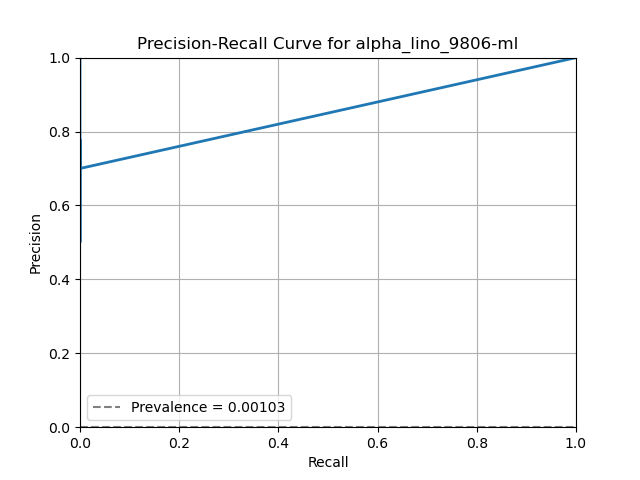 Precision-Recall Curve for alpha_lino_9806-ml
1.0
0.8
0.6
0.4
0.2
0.0
Precision
Prevalence = 0.00103
0.0 0.2 0.4 0.6 0.8 1.0
Recall